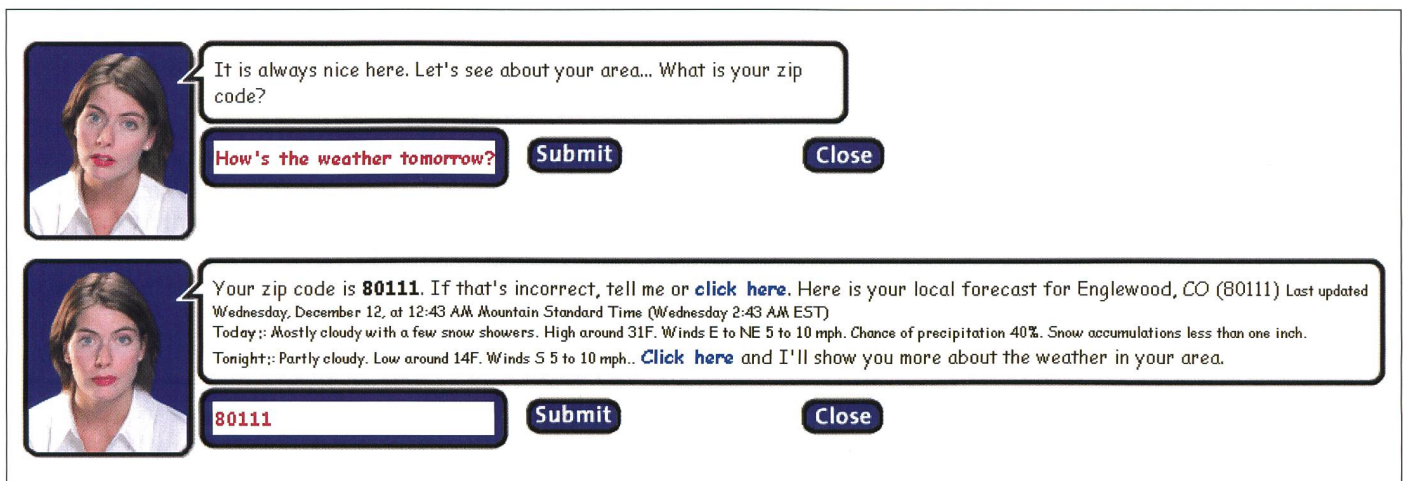 It is always nice here. Let's see about your area... What is your zip
code?
How's the weather tomorrow?
Submit
Close
Your zip code is 80111. If that's incorrect, tell me or click here. Here is your local forecast for Englewood, CO (80111) Last updated
Wednesday, December 12, at 12:43 AM Mountain Standard Time (Wednesday 2:43 AM EST)
Today:: Mostly cloudy with a few snow showers. High around 31F. Winds E to NE 5 to 10 mph. Chance of precipitation 40%. Snow accumulations less than one inch.
Tonight:: Partly cloudy. Low around 14F. Winds S 5 to 10 mph.. Click here and I'll show you more about the weather in your area.
80111
Submit
Close